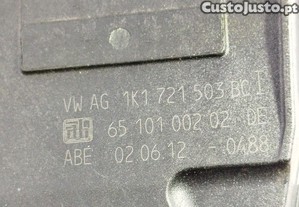 CustoJusto.pt
VW AG 1K1 721 503 BQ I
65 101 002 02 DE
ABE 02.06.12 - 0488